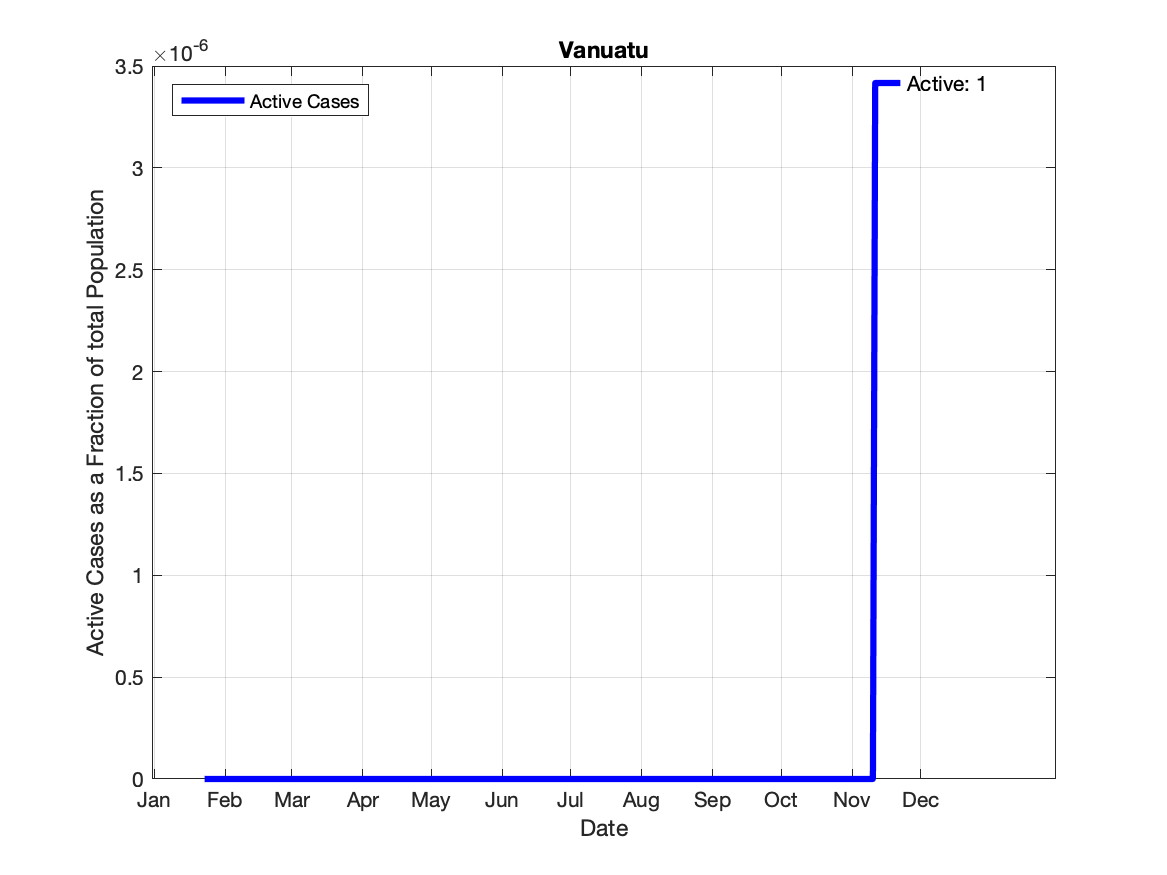 Vanuatu
×10-6
3.5
3
2.5
2
1.5
1
0.5
0
Active Cases as a Fraction of total Population
Active Cases
Active: 1
Jan Feb Mar Apr May Jun Jul Aug Sep Oct Nov Dec
Date